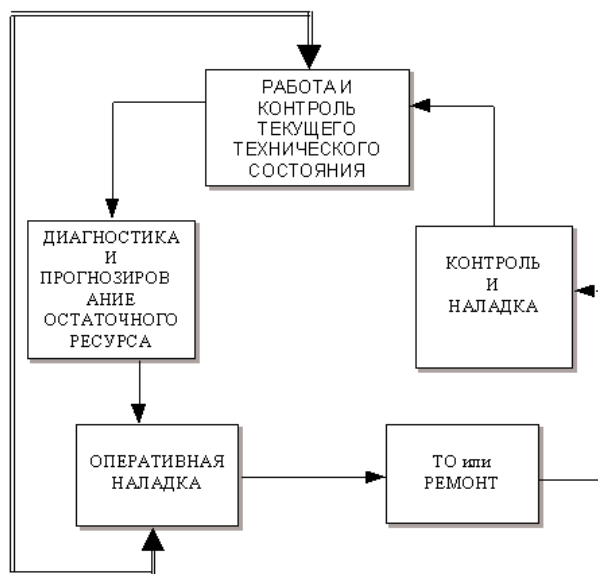 РАБОТА И
КОНТРОЛЬ
ТЕКУЩЕГО
ТЕХНИЧЕСКОГО
СОСТОЯНИЯ
ДИАГНОСТИКА
И
ПРОГНОЗИРОВ
АНИЕ
ОСТАТОЧНОГО
РЕСУРСА
КОНТРОЛЬ
И
НАЛАДКА
ОПЕРАТИВНАЯ
НАЛАДКА
ТО или
РЕМОНТ